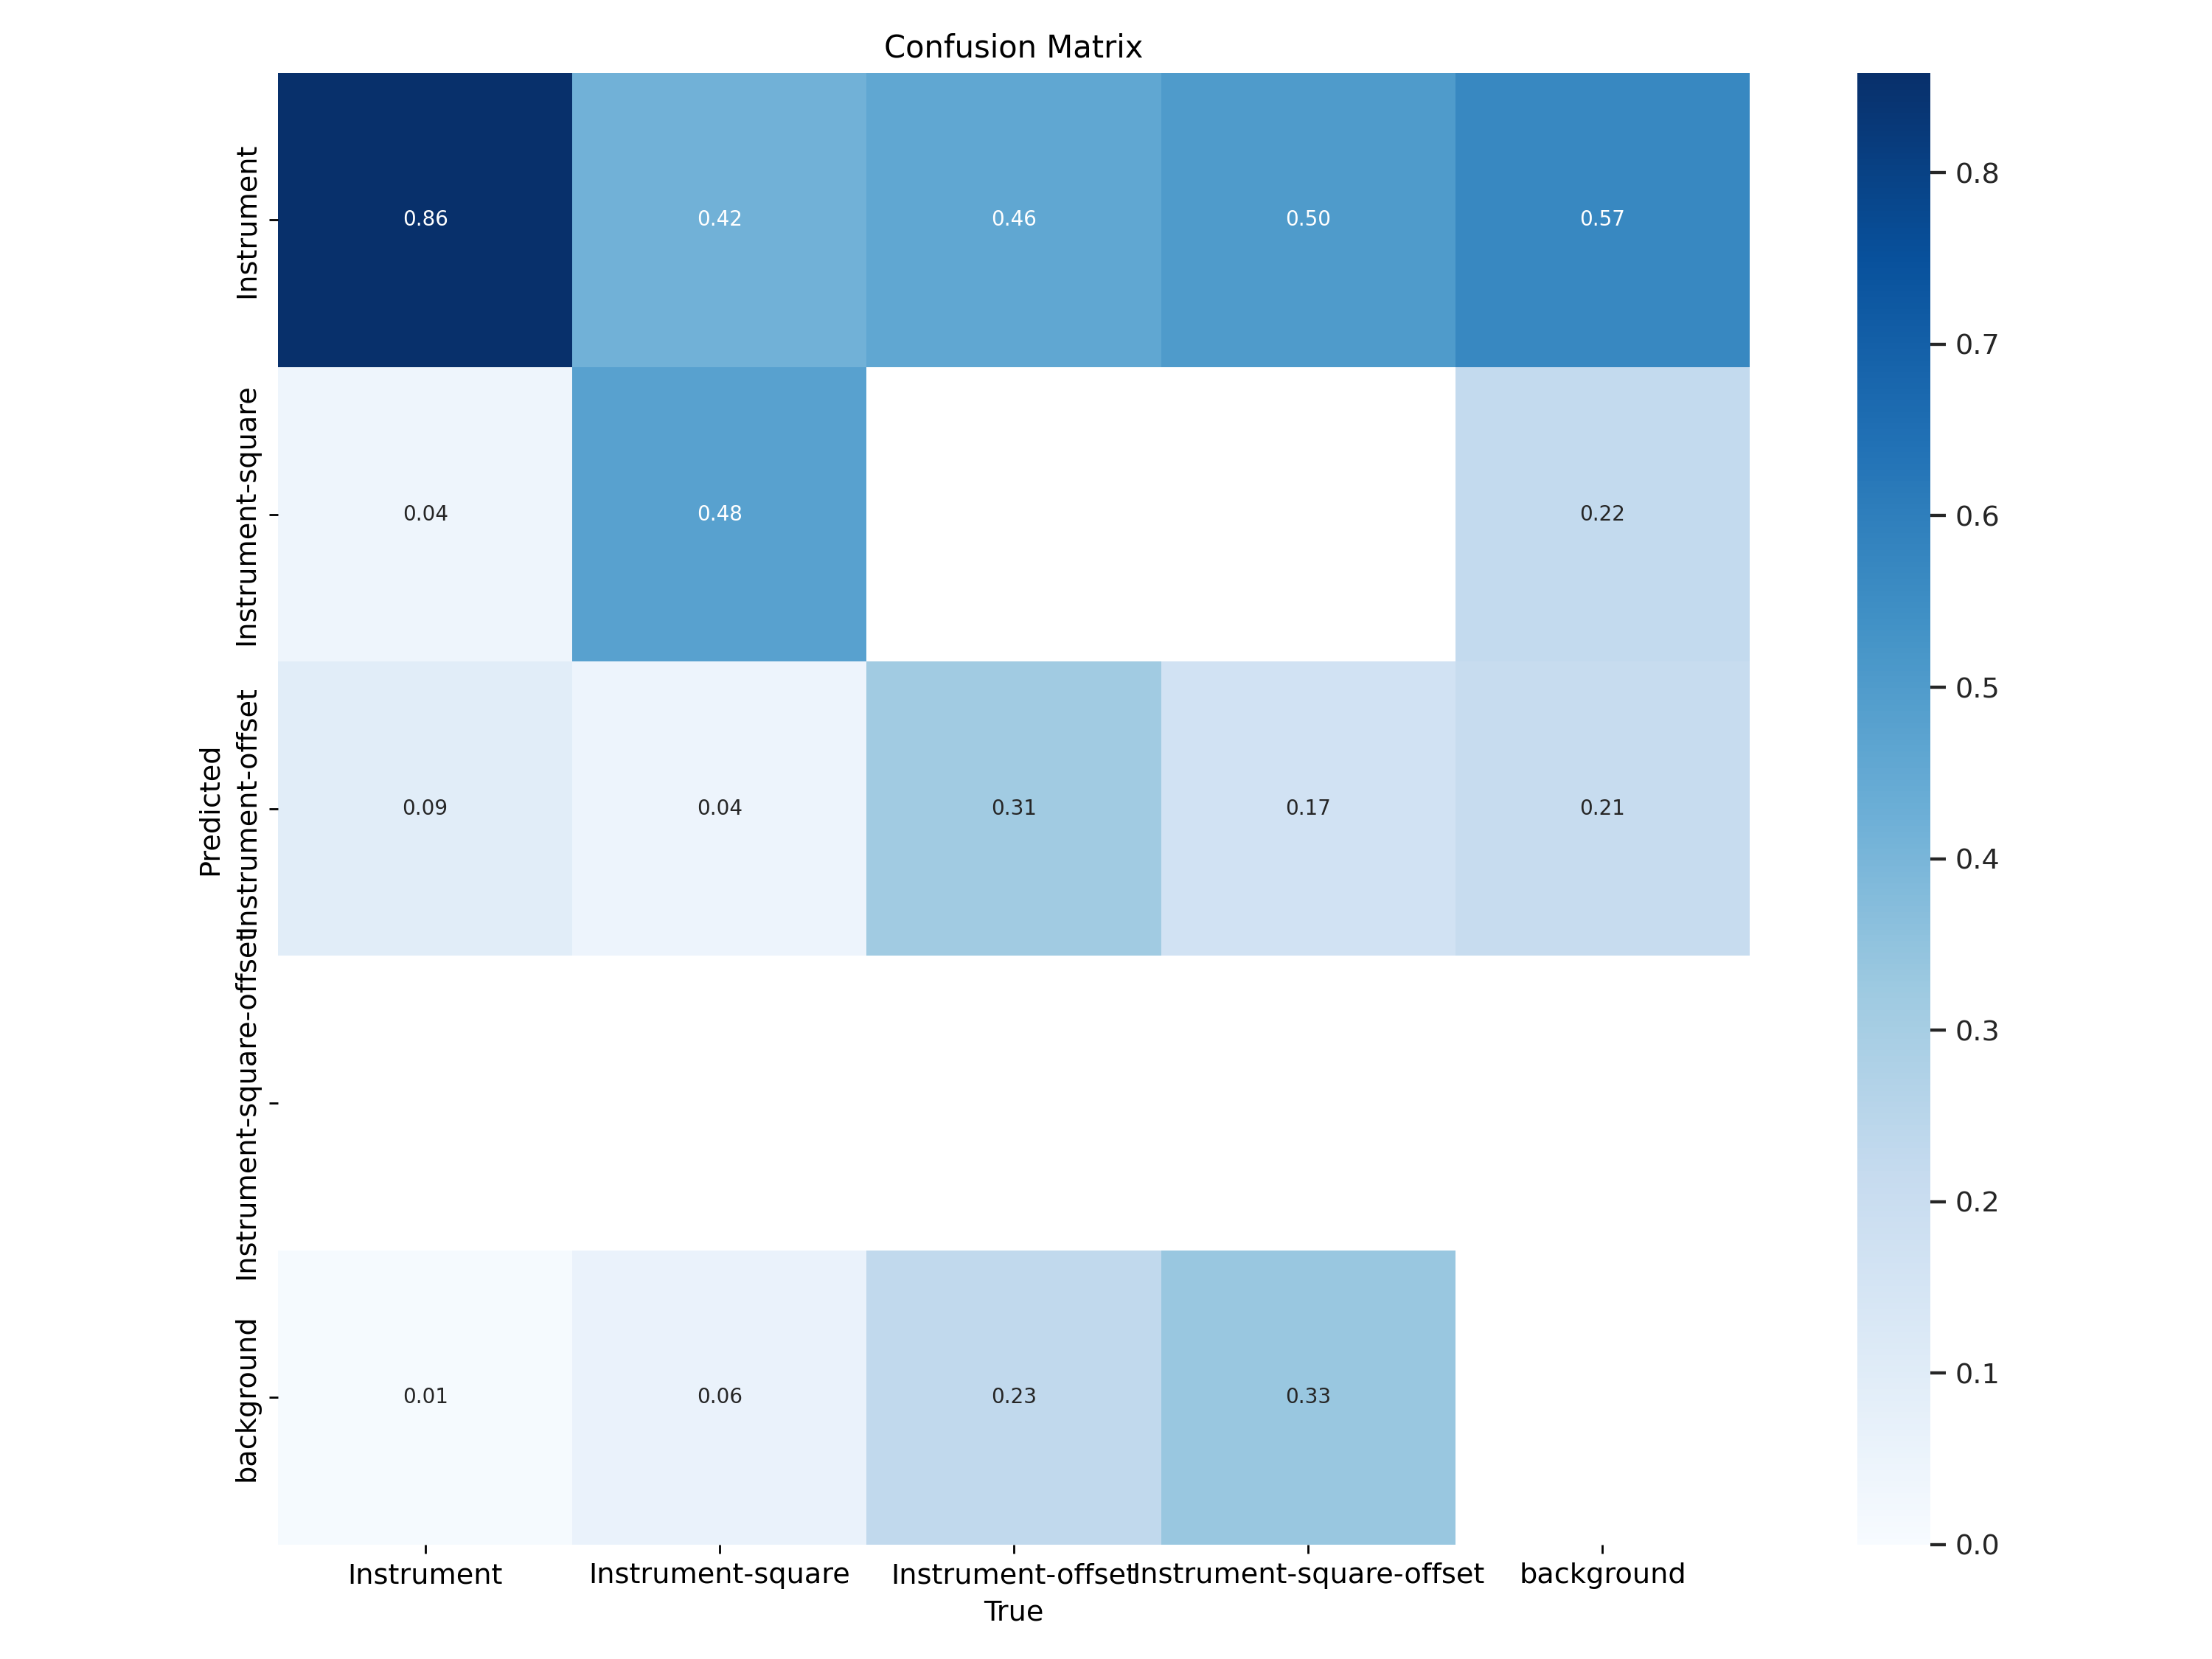 Confusion Matrix
Instrument
0.86
0.42
0.46
0.50
0.57
Instrument-square
0.04
0.48
0.22
Instrument-offset
0.09
0.04
0.31
0.17
0.21
Instrument-square-offset
background
0.01
0.06
0.23
0.33
Predicted
Instrument
Instrument-square
Instrument-offset
Instrument-square-offset
background
True
0.8
0.7
0.6
0.5
0.4
0.3
0.2
0.1
0.0